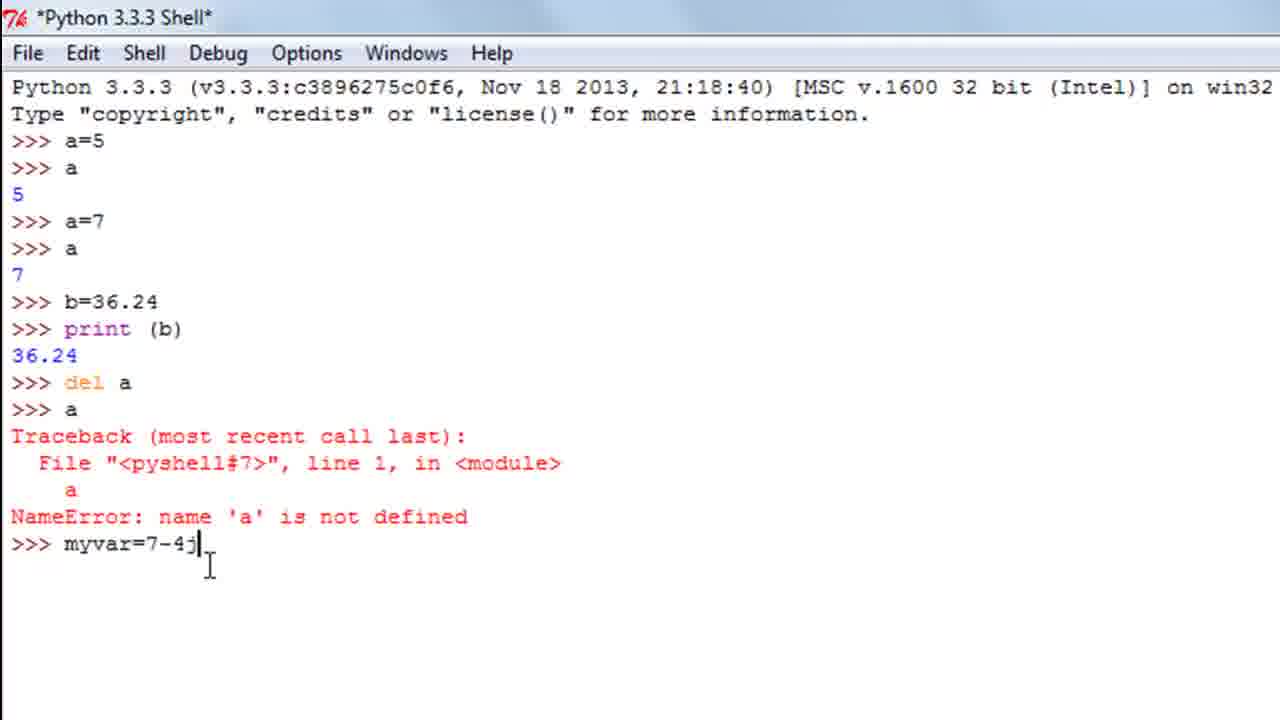 *Python 3.3.3 Shell*
File Edit Shell Debug Options Windows Help
Python 3.3.3 (v3.3.3:c3896275c0f6, Nov 18 2013, 21:18:40) [MSC v.1600 32 bit (Intel)] on win32
Type "copyright", "credits" or "license()" for more information.
>>> a=5
>>> a
5
>>> a=7
>>> a
7
>>> b=36.24
>>> print (b)
36.24
>>> del a
>>> a
Traceback (most recent call last):
  File "<pyshell#7>", line 1, in <module>
    a
NameError: name 'a' is not defined
>>> myvar=7-4j